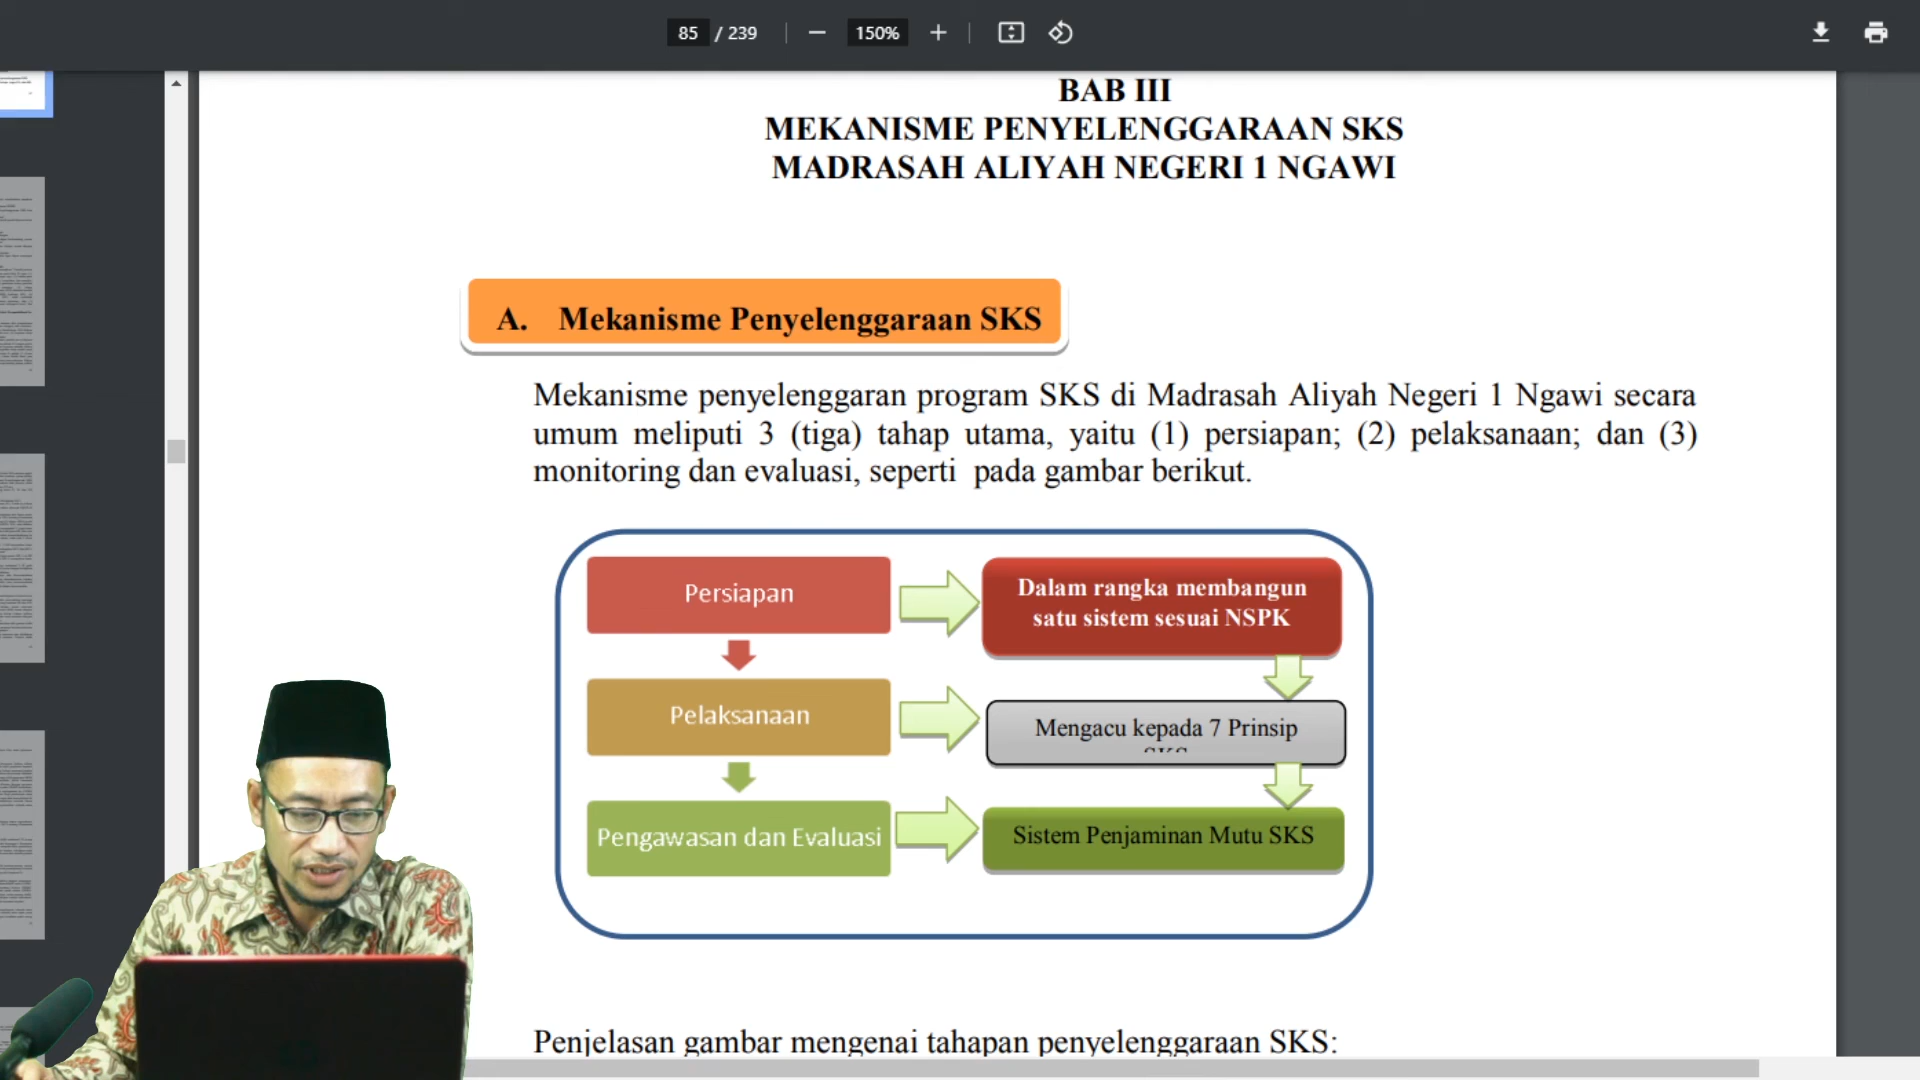 85 / 239
150%
BAB III
MEKANISME PENYELENGGARAAN SKS
MADRASAH ALIYAH NEGERI 1 NGAWI
A. Mekanisme Penyelenggaraan SKS
Mekanisme penyelenggaran program SKS di Madrasah Aliyah Negeri 1 Ngawi secara
umum meliputi 3 (tiga) tahap utama, yaitu (1) persiapan; (2) pelaksanaan; dan (3)
monitoring dan evaluasi, seperti pada gambar berikut.
Persiapan
Dalam rangka membangun
satu sistem sesuai NSPK
Pelaksanaan
Mengacu kepada 7 Prinsip
SKS
Pengawasan dan Evaluasi
Sistem Penjaminan Mutu SKS
Penjelasan gambar mengenai tahapan penyelenggaraan SKS: